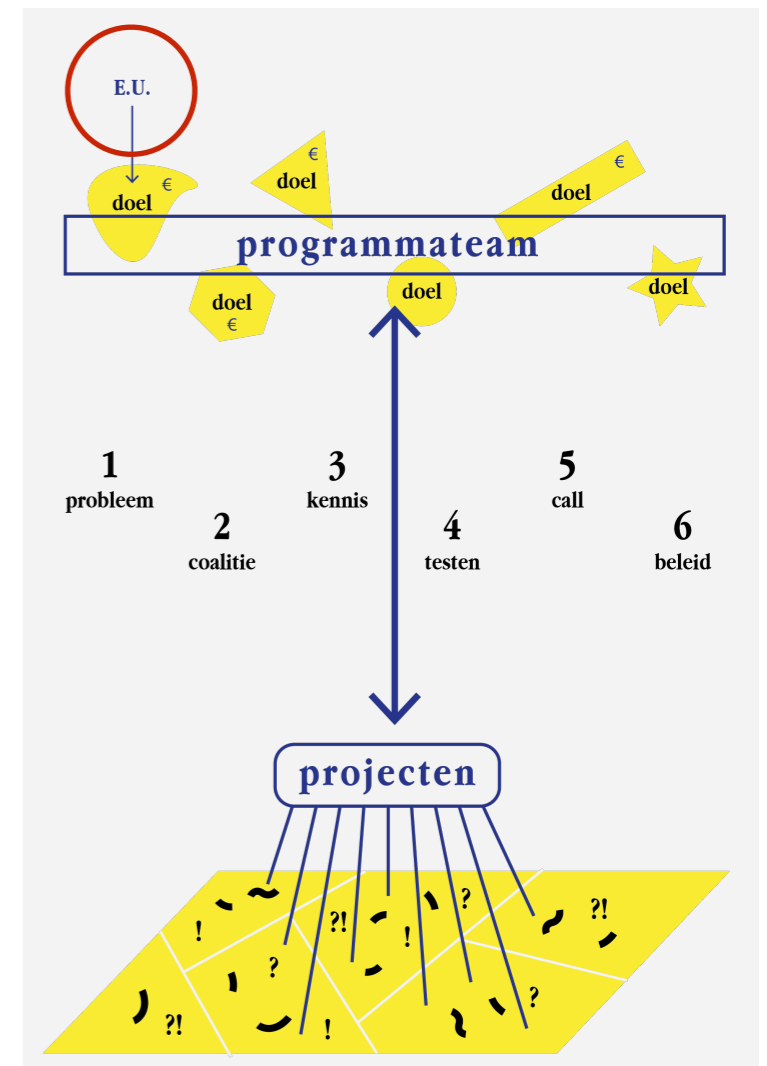 E.U.
€
doel
€
doel
€
doel
programmateam
doel
€
doel
doel
1
probleem
2
coalitie
3
kennis
4
testen
5
call
6
beleid
projecten
!
?!
?
!
?
?!
?!
!
?